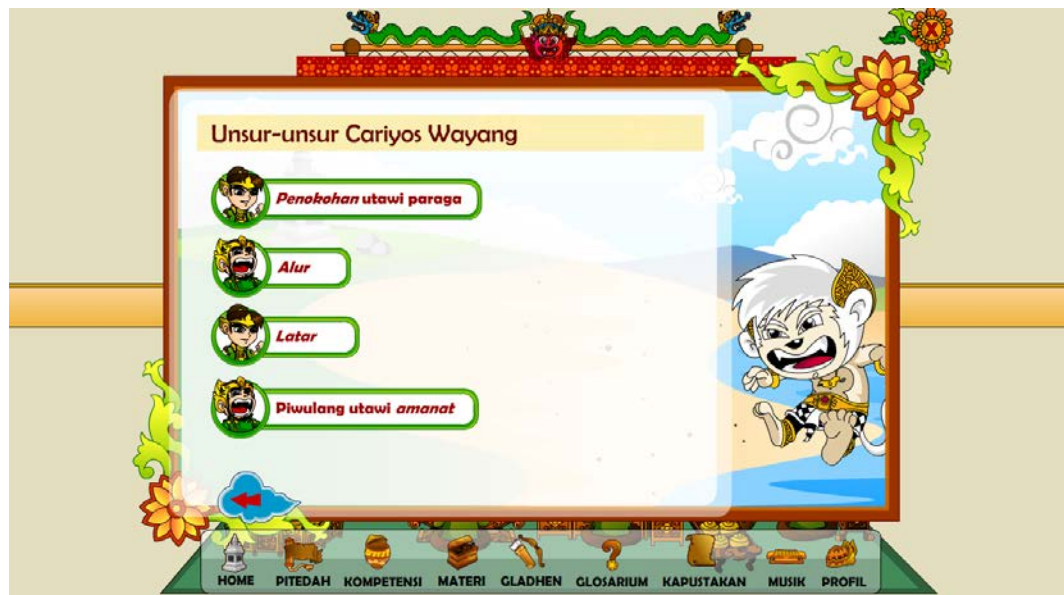 X
Unsur-unsur Cariyos Wayang
Penokohan utawi paraga
Alur
Latar
Piwulang utawi amanat
HOME PITEDAH KOMPETENSI MATERI GLADHEN GLOSARIUM KAPUSTAKAN MUSIK PROFIL